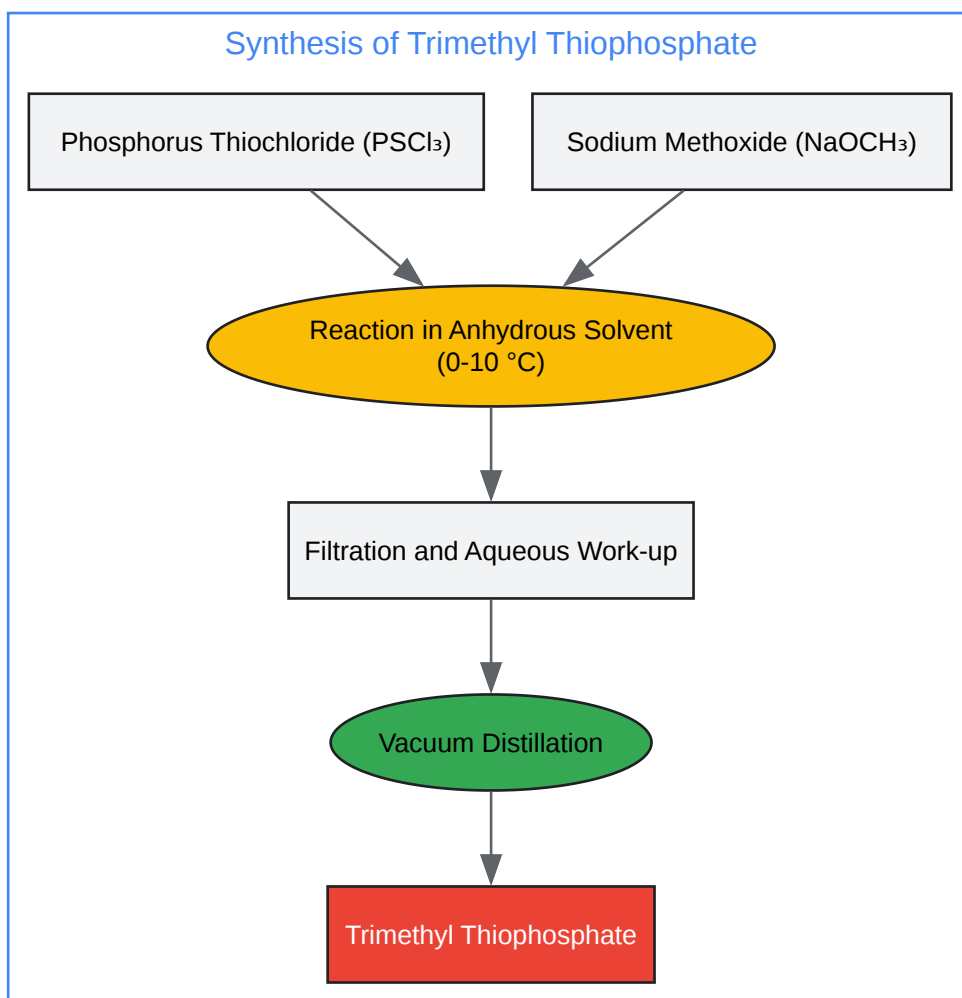 Synthesis of Trimethyl Thiophosphate
Phosphorus Thiochloride (PSCl₃)
Sodium Methoxide (NaOCH₃)
Reaction in Anhydrous Solvent
(0-10 °C)
Filtration and Aqueous Work-up
Vacuum Distillation
Trimethyl Thiophosphate